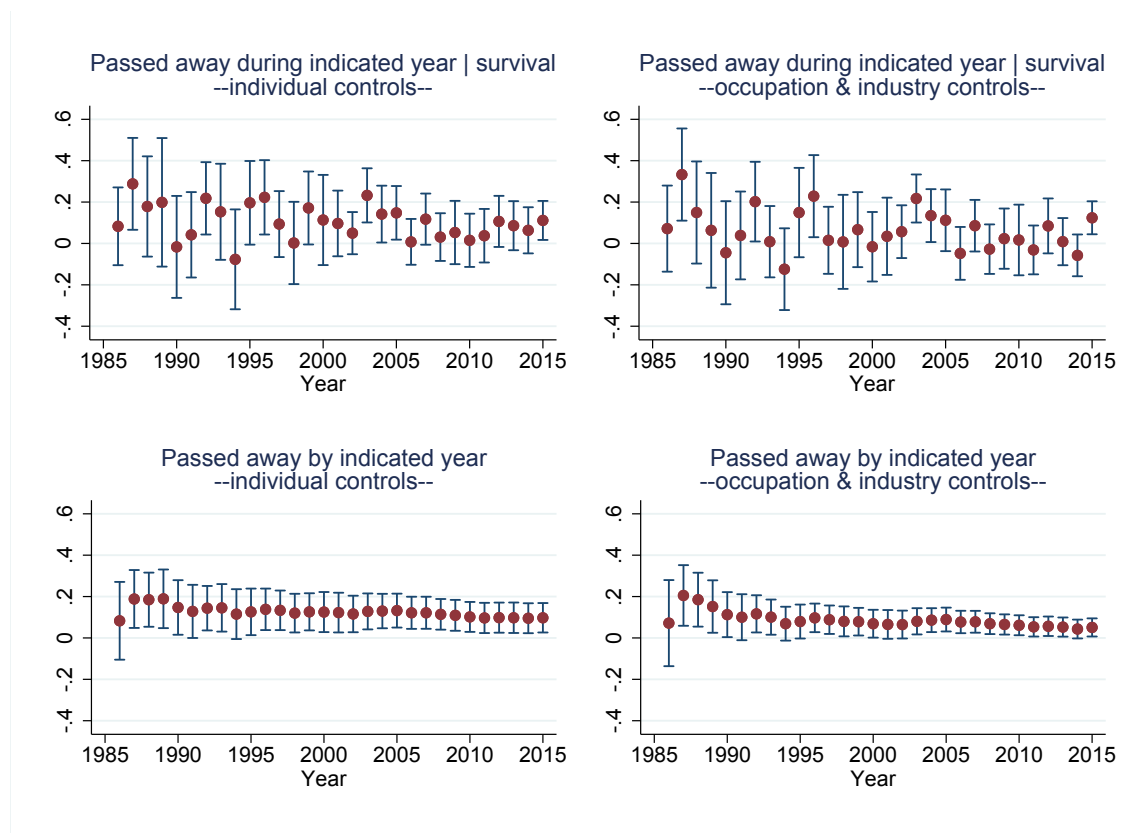 Passed away during indicated year | survival
--individual controls--
.6
.4
.2
0
-.2
-.4
1985 1990 1995 2000 2005 2010 2015
Year
Passed away during indicated year | survival
--occupation & industry controls--
.6
.4
.2
0
-.2
-.4
1985 1990 1995 2000 2005 2010 2015
Year
Passed away by indicated year
--individual controls--
.6
.4
.2
0
-.2
-.4
1985 1990 1995 2000 2005 2010 2015
Year
Passed away by indicated year
--occupation & industry controls--
.6
.4
.2
0
-.2
-.4
1985 1990 1995 2000 2005 2010 2015
Year